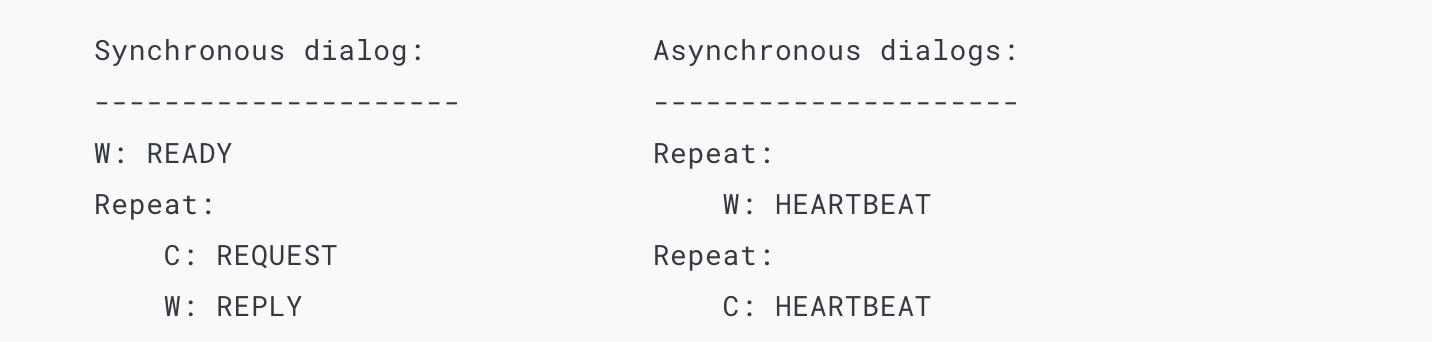 Synchronous dialog:          Asynchronous dialogs:
---------------------           ---------------------
W: READY                        Repeat:
Repeat:                             W: HEARTBEAT
    C: REQUEST                  Repeat:
    W: REPLY                        C: HEARTBEAT